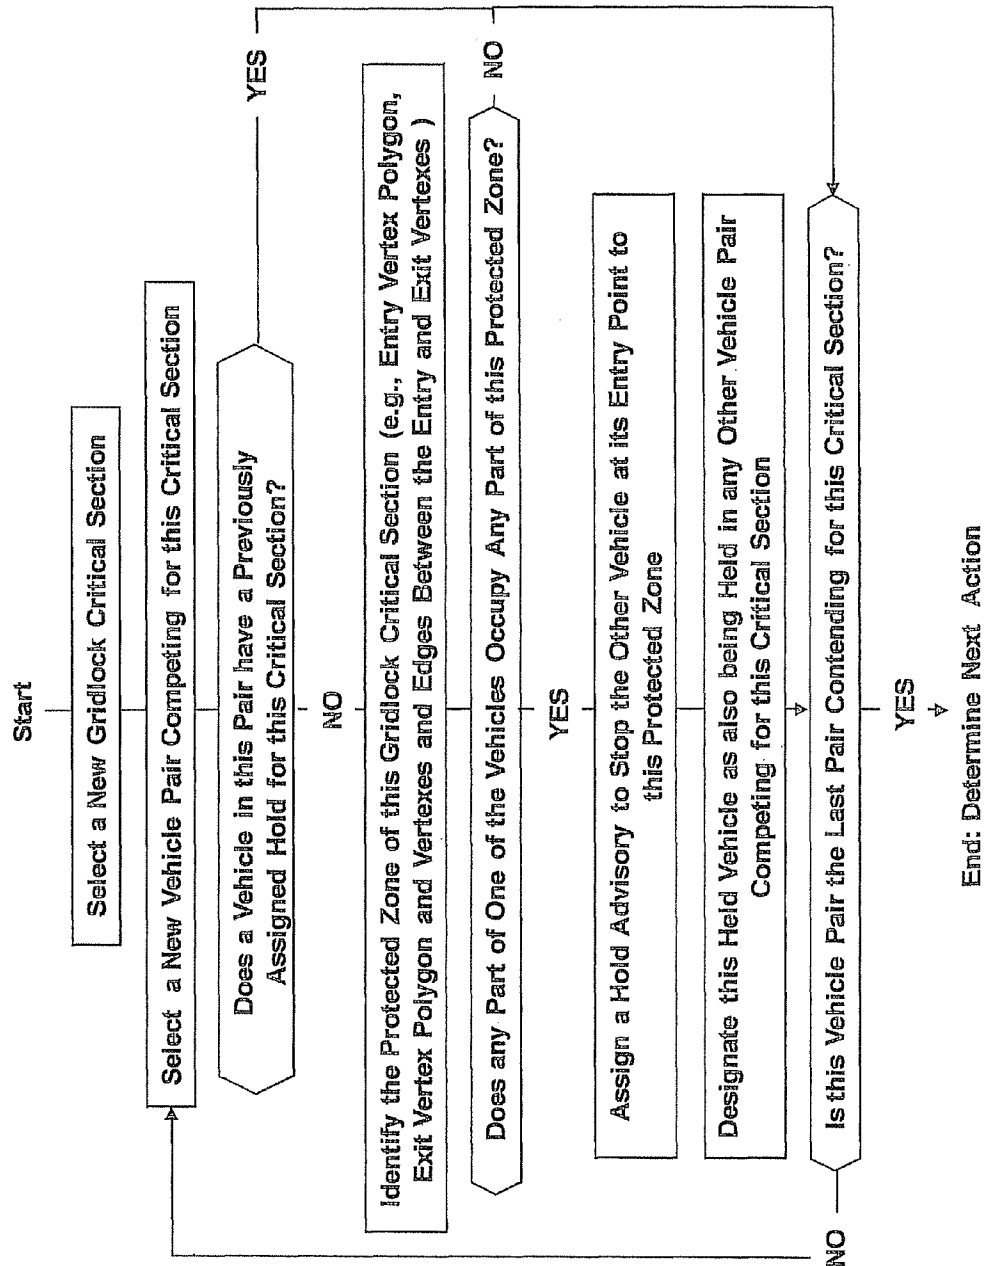 Start
Select a New Gridlock Critical Section
Select a New Vehicle Pair Competing for this Critical Section
Does a Vehicle in this Pair have a Previously
Assigned Hold for this Critical Section?
YES
NO
Identify the Protected Zone of this Gridlock Critical Section (e.g., Entry Vertex Polygon,
Exit Vertex Polygon and Vertexes and Edges Between the Entry and Exit Vertexes )
Does any Part of One of the Vehicles Occupy Any Part of this Protected Zone?
NO
YES
Assign a Hold Advisory to Stop the Other Vehicle at its Entry Point to
this Protected Zone
Designate this Held Vehicle as also being Held in any Other Vehicle Pair
Competing for this Critical Section
Is this Vehicle Pair the Last Pair Contending for this Critical Section?
NO
YES
End: Determine Next Action